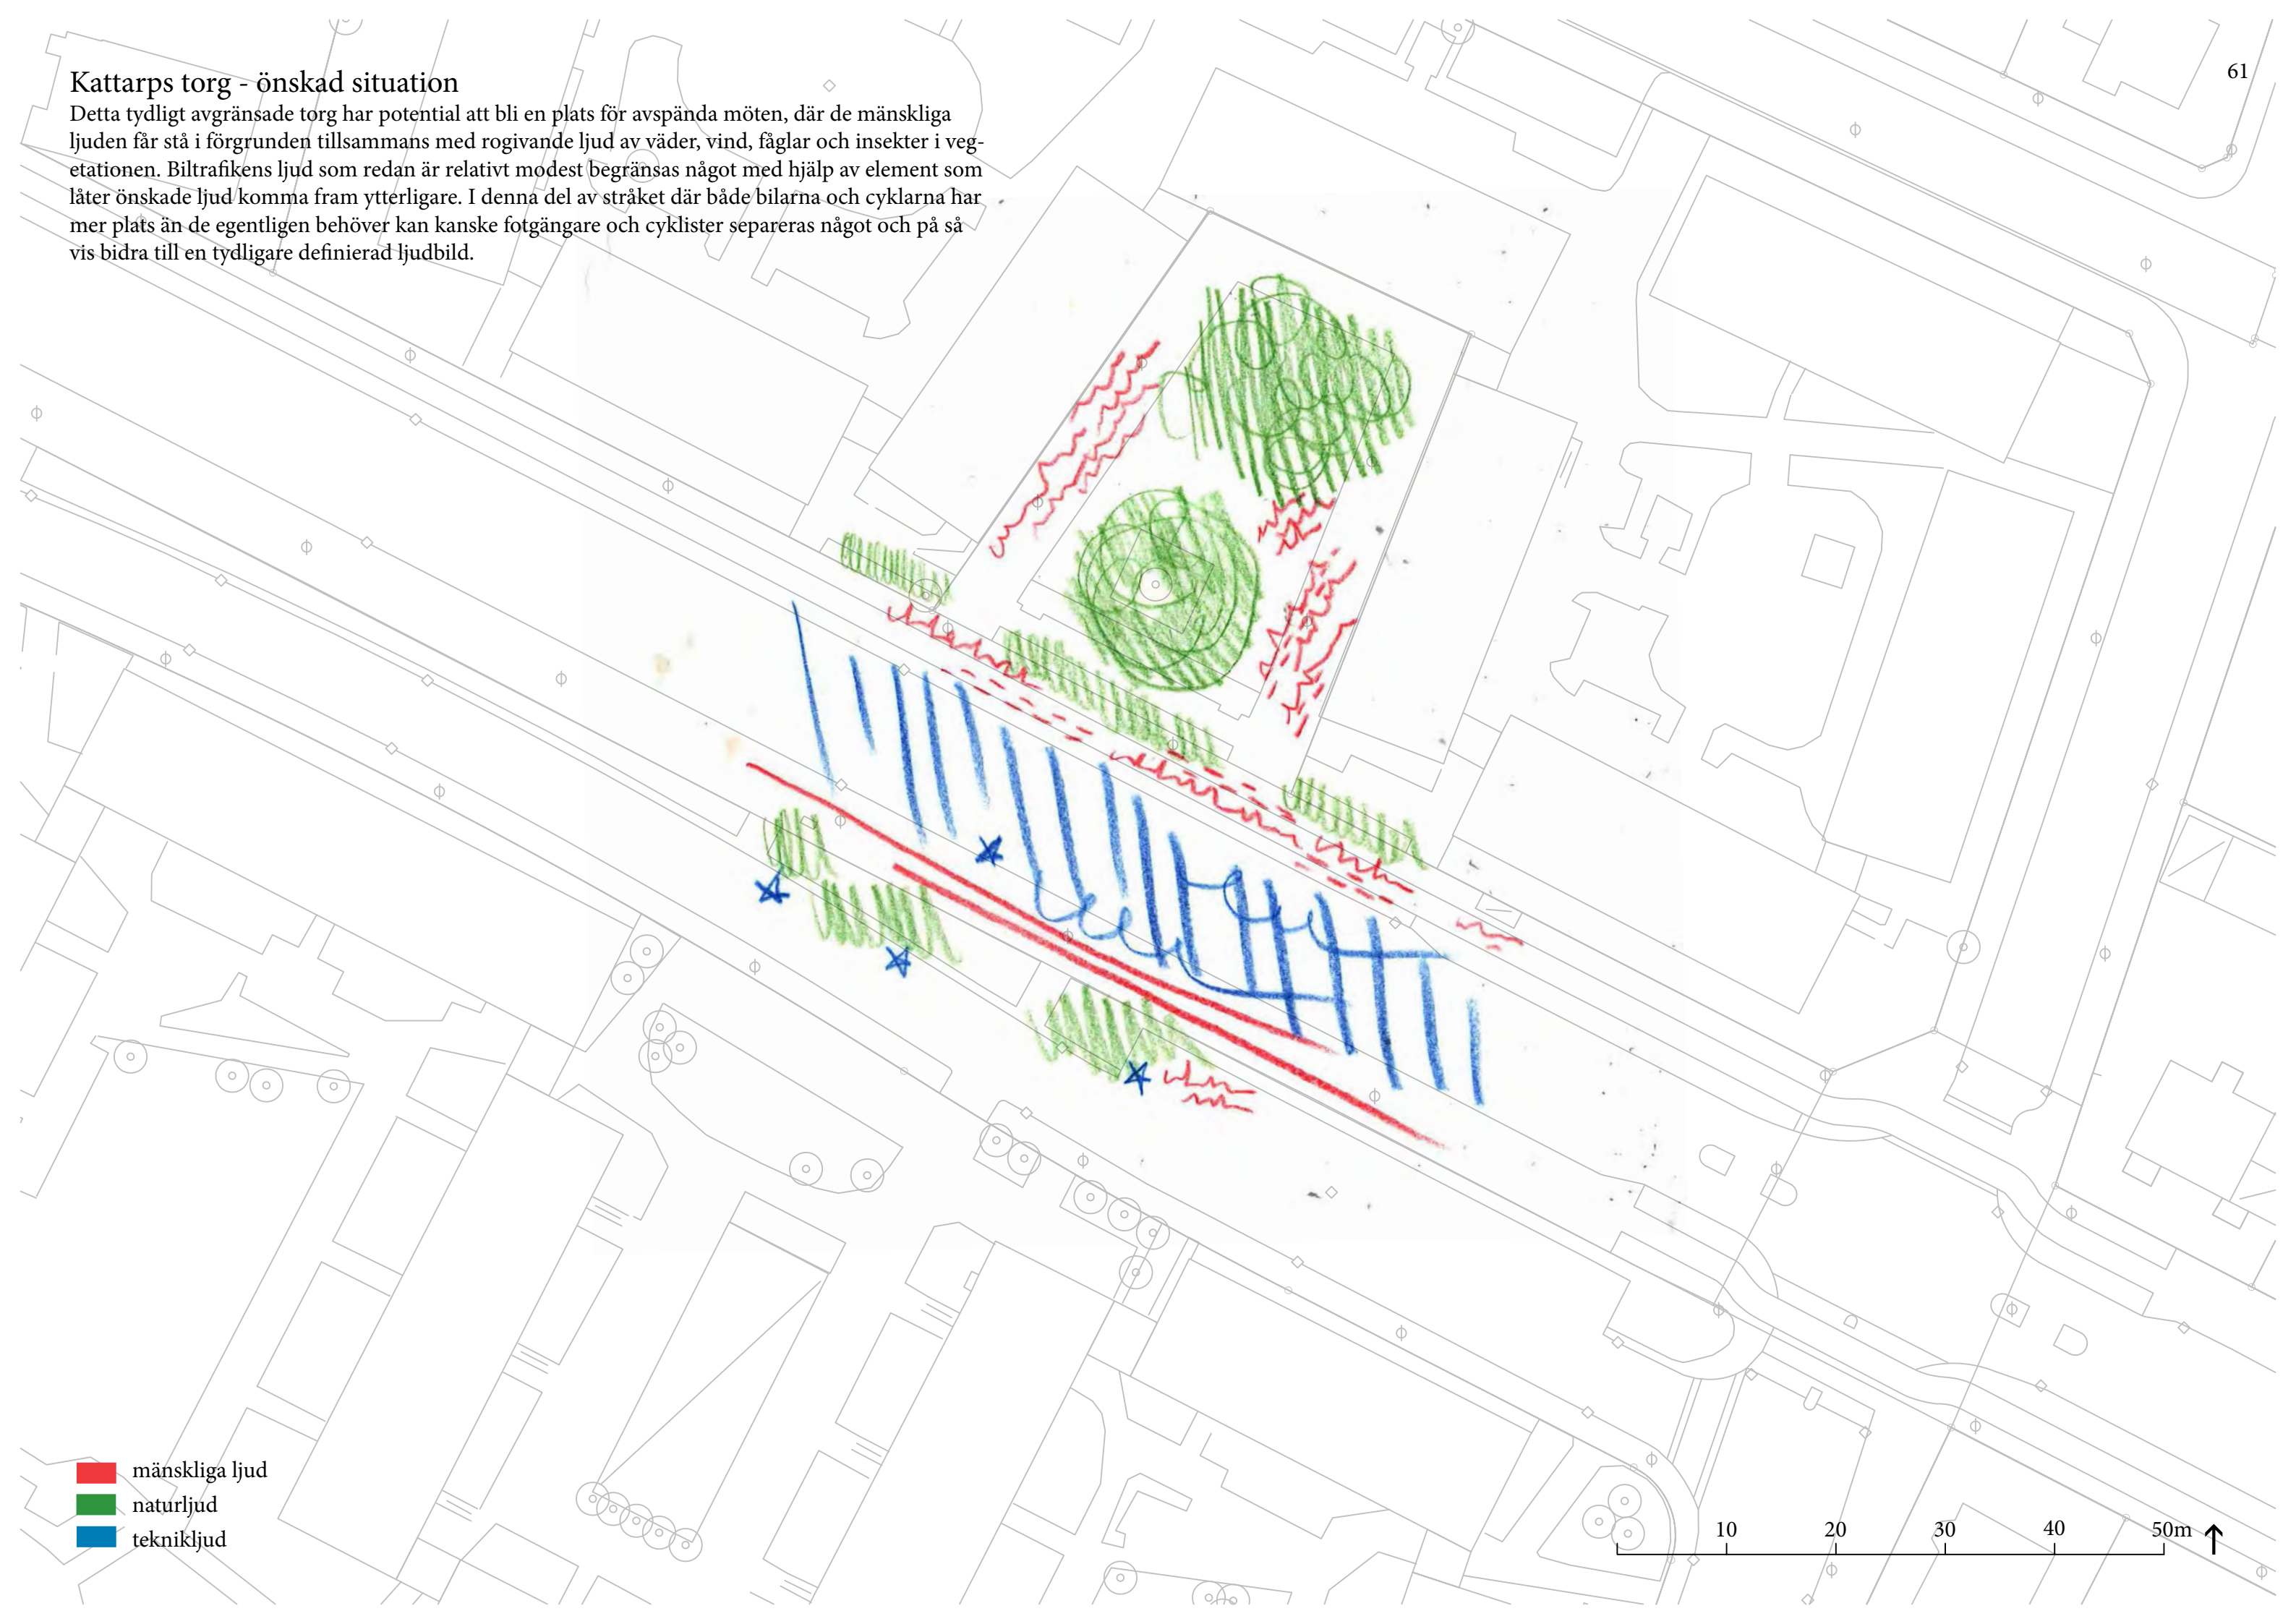 61
Kattarps torg - önskad situation
Detta tydligt avgränsade torg har potential att bli en plats för avspända möten, där de mänskliga
ljuden får stå i förgrunden tillsammans med rogivande ljud av väder, vind, fåglar och insekter i veg-
etationen. Biltrafikens ljud som redan är relativt modest begränsas något med hjälp av element som
låter önskade ljud komma fram ytterligare. I denna del av stråket där både bilarna och cyklarna har
mer plats än de egentligen behöver kan kanske fotgängare och cyklister separeras något och på så
vis bidra till en tydligare definierad ljudbild.
mänskliga ljud
naturljud
teknikljud
10 20 30 40 50m